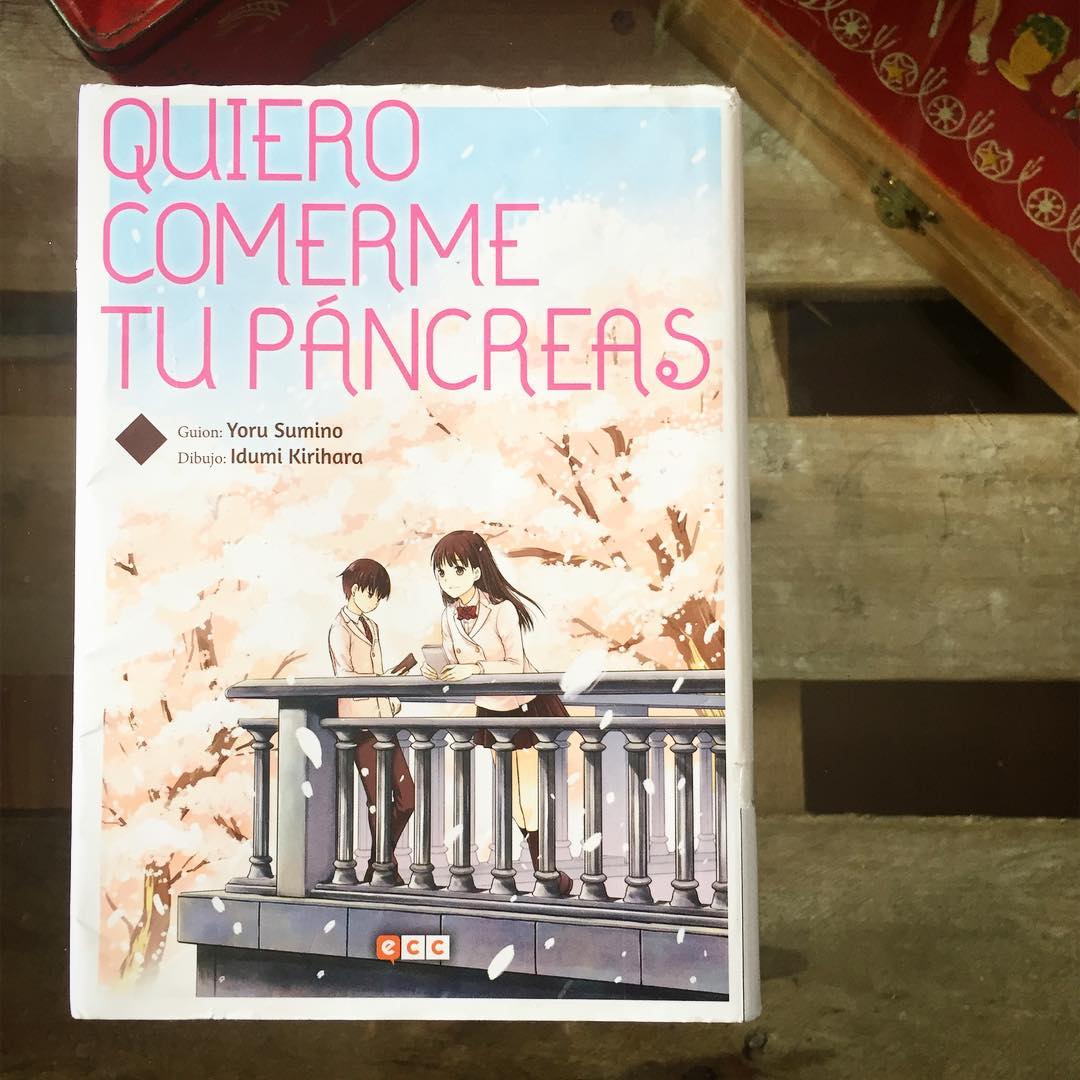 QUIERO
COMERME
TU PÁNCREAS
Guion: Yoru Sumino
Dibujo: Idumi Kirihara
ecc